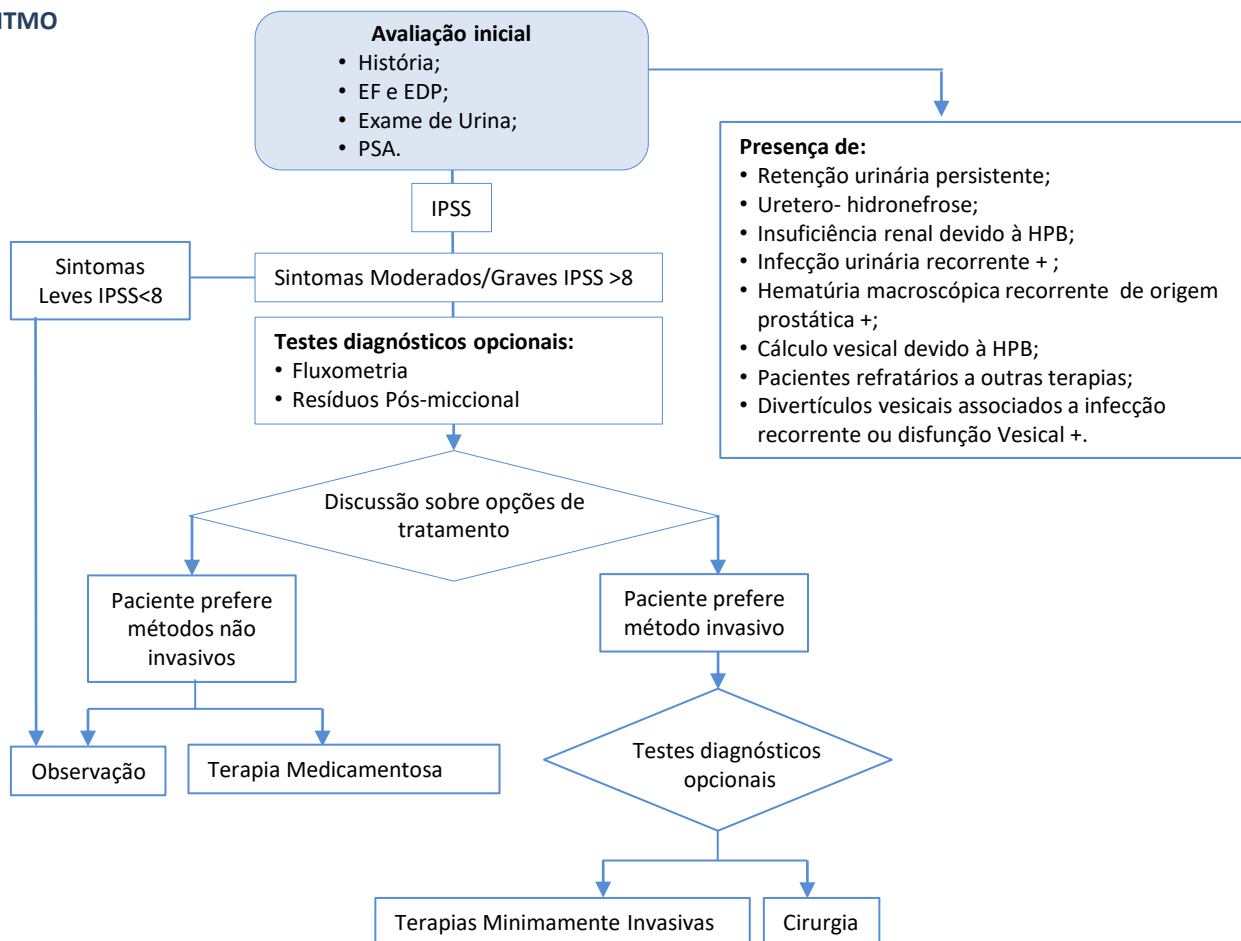 ITMO
Avaliação inicial
• História;
• EF e EDP;
• Exame de Urina;
• PSA.
Presença de:
• Retenção urinária persistente;
• Uretero- hidronefrose;
• Insuficiência renal devido à HPB;
• Infecção urinária recorrente + ;
• Hematúria macroscópica recorrente de origem
prostática +;
• Cálculo vesical devido à HPB;
• Pacientes refratários a outras terapias;
• Divertículos vesicais associados a infecção
recorrente ou disfunção Vesical +.
IPSS
Sintomas
Leves IPSS<8
Sintomas Moderados/Graves IPSS >8
Testes diagnósticos opcionais:
• Fluxometria
• Resíduos Pós-miccional
Discussão sobre opções de
tratamento
Paciente prefere
métodos não
invasivos
Paciente prefere
método invasivo
Observação
Terapia Medicamentosa
Testes diagnósticos
opcionais
Terapias Minimamente Invasivas
Cirurgia